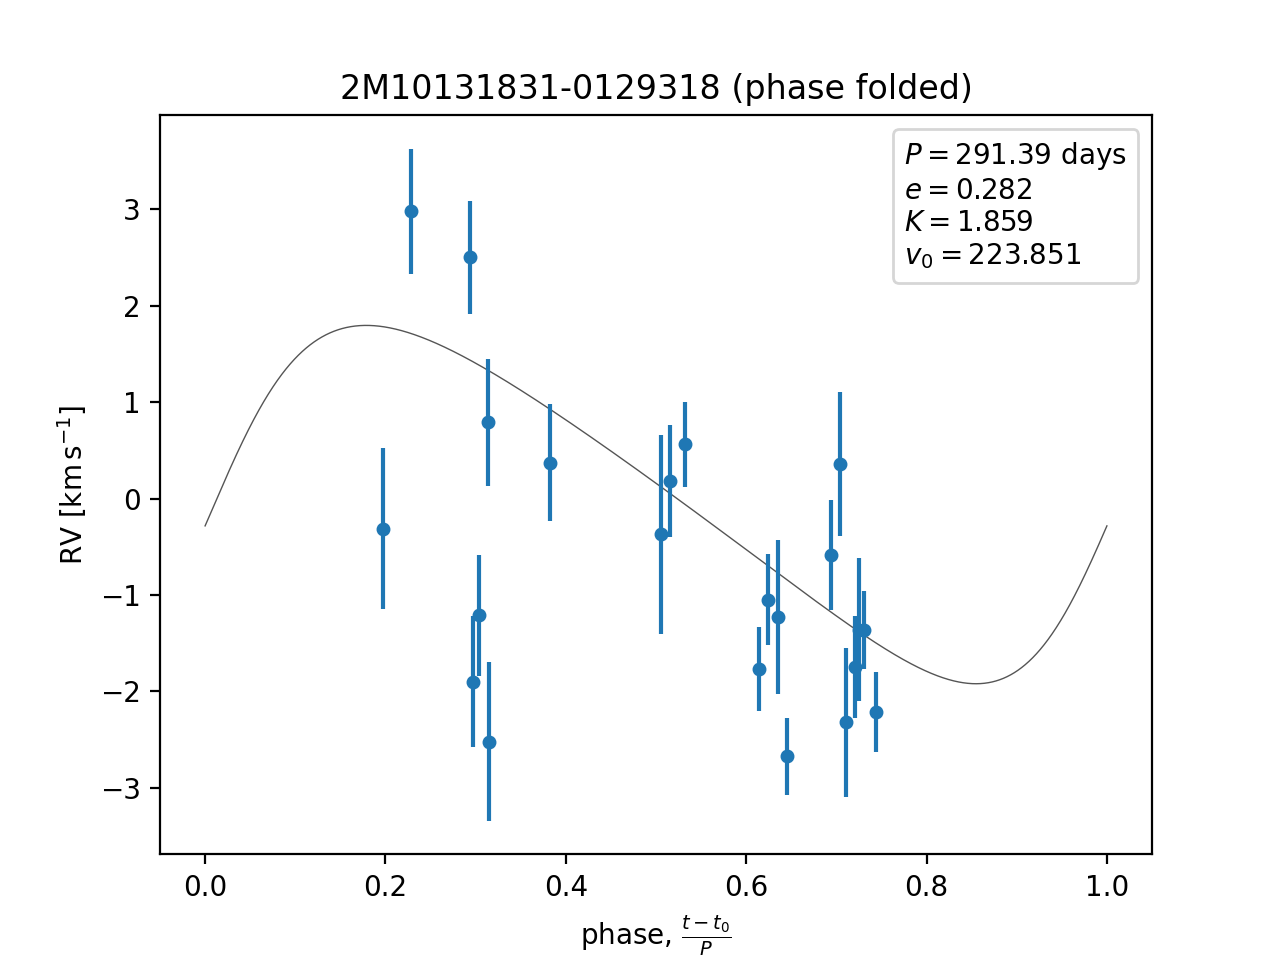 2M10131831-0129318 (phase folded)
P = 291.39 days
e = 0.282
K = 1.859
v₀ = 223.851
RV [km s⁻¹]
3
2
1
0
−1
−2
−3
0.0 0.2 0.4 0.6 0.8 1.0
phase, (t − t₀)/P